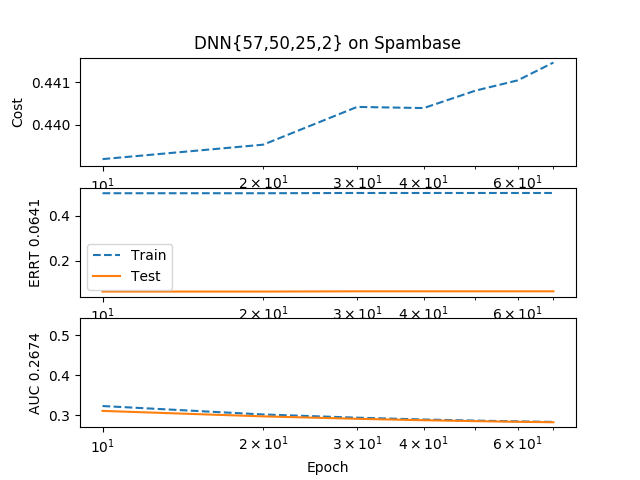 DNN{57,50,25,2} on Spambase
Cost
0.441
0.440
10¹
2 × 10¹
3 × 10¹
4 × 10¹
6 × 10¹
ERRT 0.0641
0.4
0.2
Train
Test
10¹
2 × 10¹
3 × 10¹
4 × 10¹
6 × 10¹
AUC 0.2674
0.5
0.4
0.3
10¹
2 × 10¹
3 × 10¹
4 × 10¹
6 × 10¹
Epoch